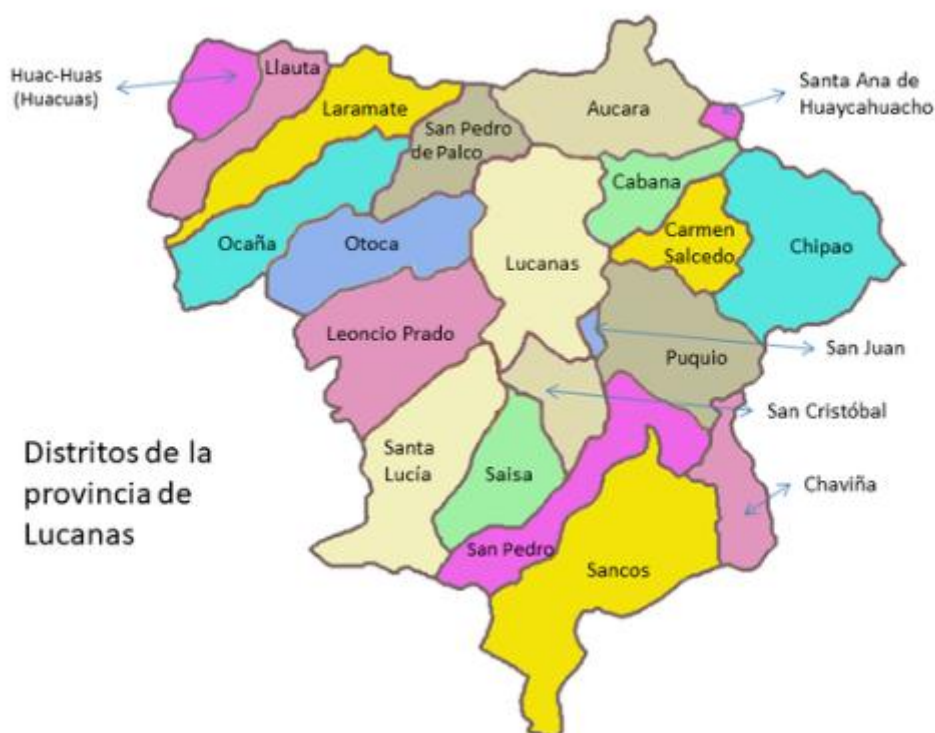 Huac-Huas
(Huacuas)
Llauta
Laramate
San Pedro
de Palco
Aucara
Santa Ana de
Huaycahuacho
Cabana
Ocaña
Otoca
Lucanas
Carmen
Salcedo
Chipao
Leoncio Prado
Puquio
San Juan
San Cristóbal
Distritos de la
provincia de
Lucanas
Santa
Lucía
Saisa
Chaviña
San Pedro
Sancos